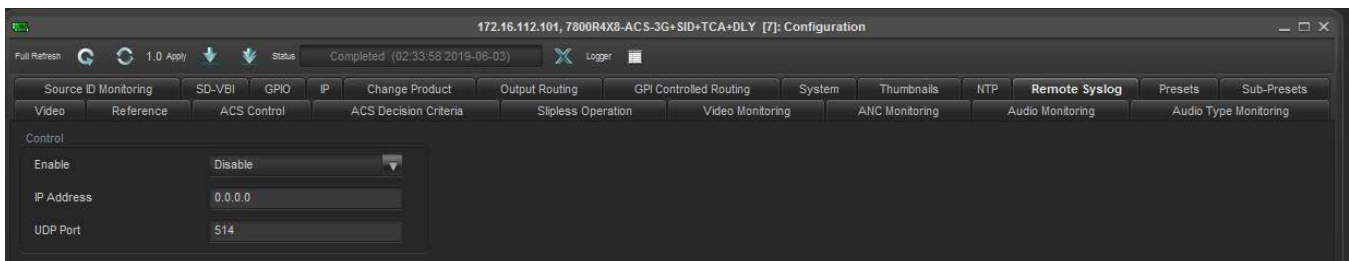 172.16.112.101, 7800R4X8-ACS-3G+SID+TCA+DLY [7]: Configuration
Full Refresh 1.0 Apply Status Completed (02:33:58 2019-06-03) Logger
Source ID Monitoring SD-VBI GPIO IP Change Product Output Routing GPI Controlled Routing System Thumbnails NTP Remote Syslog Presets Sub-Presets
Video Reference ACS Control ACS Decision Criteria Slipless Operation Video Monitoring ANC Monitoring Audio Monitoring Audio Type Monitoring
Control
Enable Disable
IP Address 0.0.0.0
UDP Port 514